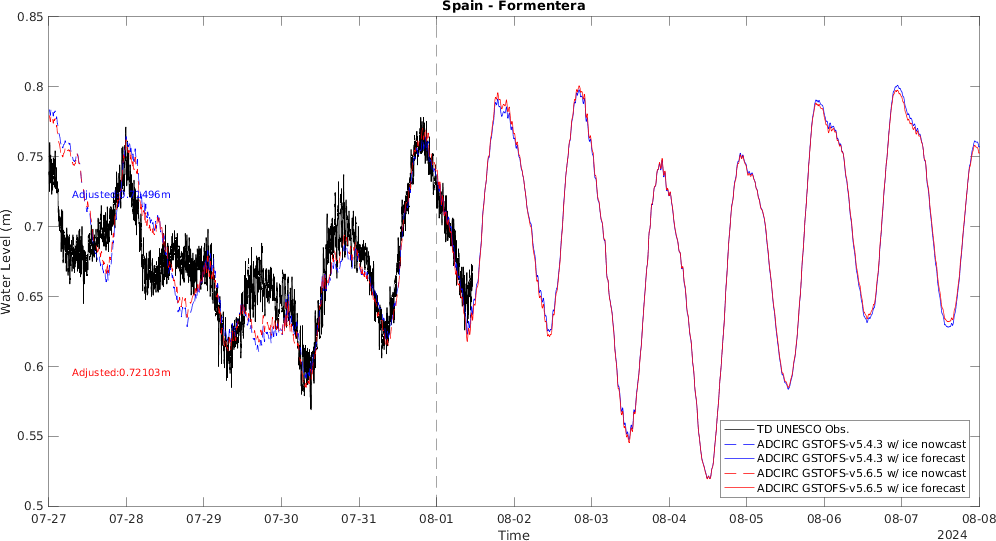 Spain - Formentera
0.85
0.8
0.75
0.7
0.65
0.6
0.55
0.5
Water Level (m)
Adjusted:
496m
Adjusted:0.72103m
TD UNESCO Obs.
ADCIRC GSTOFS-v5.4.3 w/ ice nowcast
ADCIRC GSTOFS-v5.4.3 w/ ice forecast
ADCIRC GSTOFS-v5.6.5 w/ ice nowcast
ADCIRC GSTOFS-v5.6.5 w/ ice forecast
07-27 07-28 07-29 07-30 07-31 08-01 08-02 08-03 08-04 08-05 08-06 08-07 08-08
Time
2024